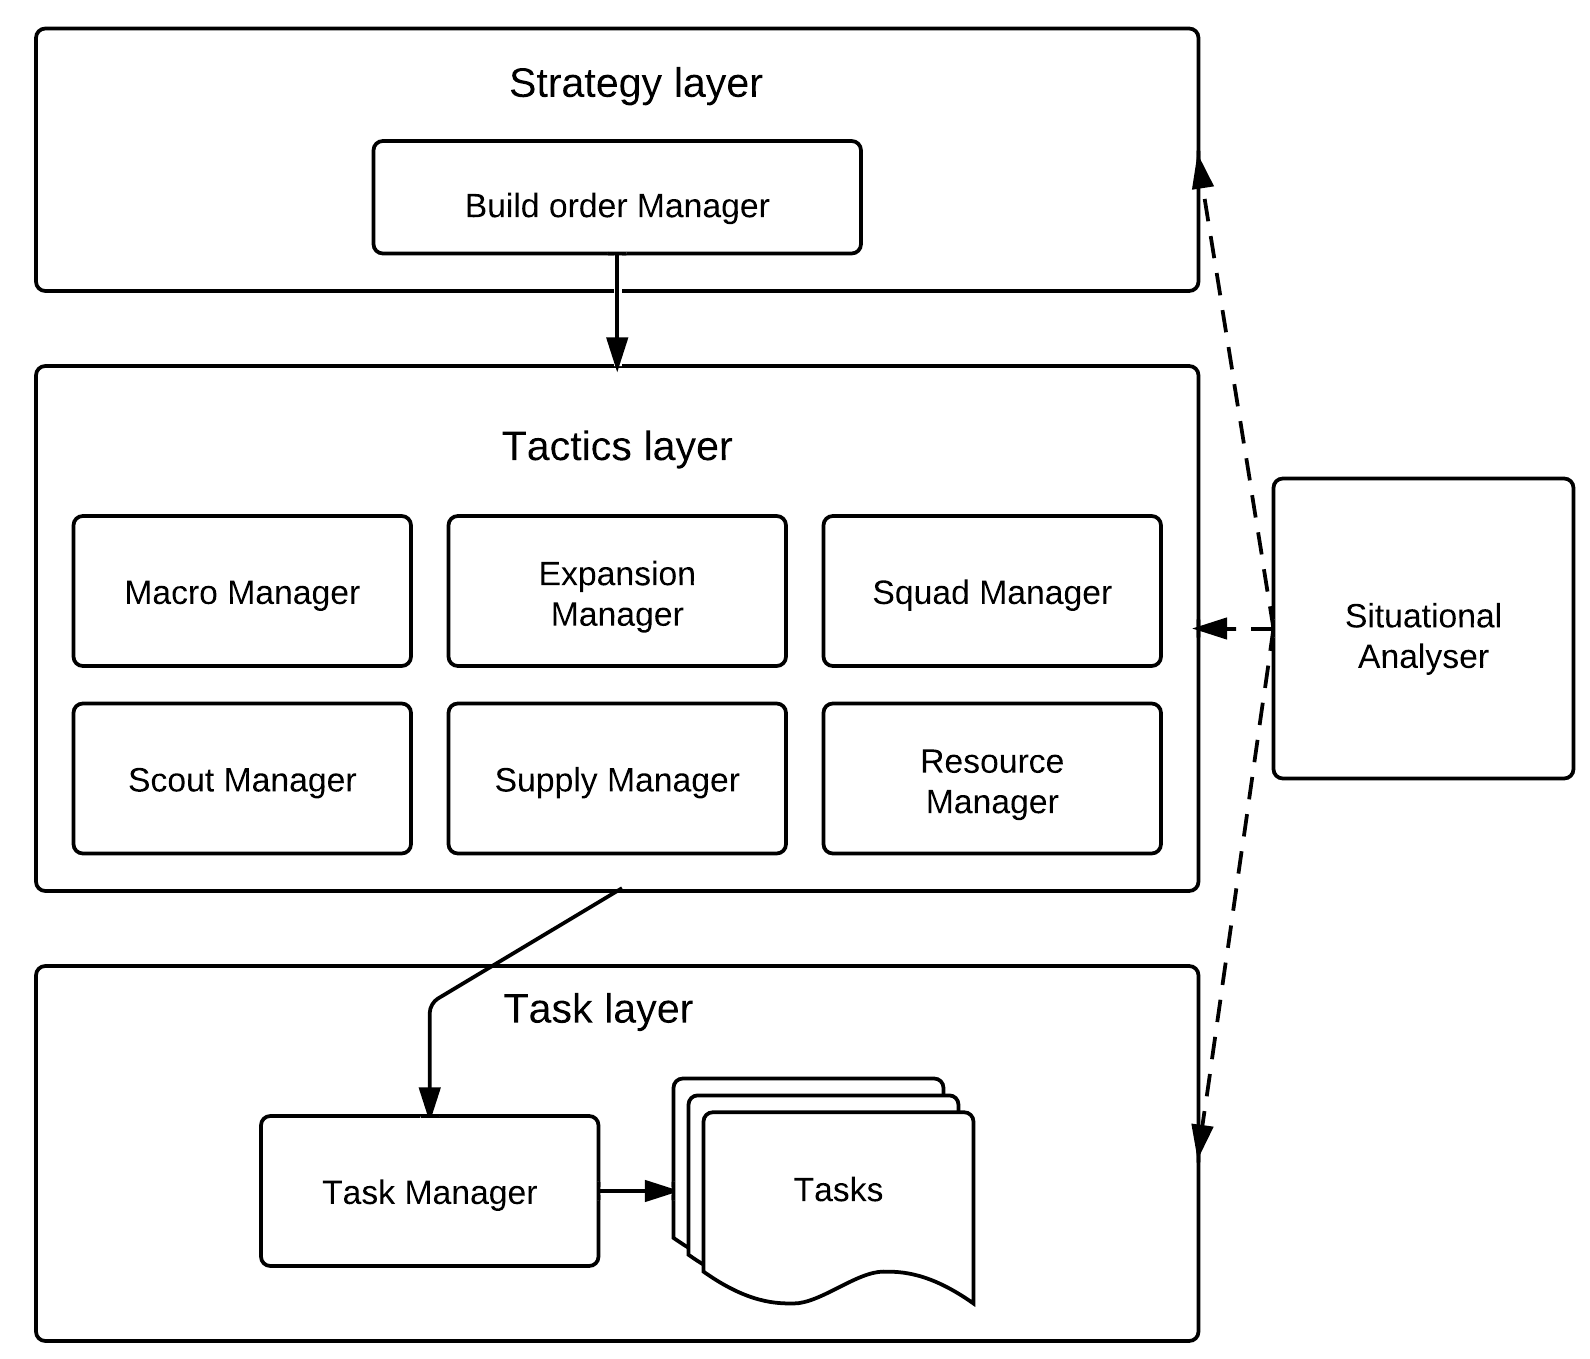 Strategy layer
Build order Manager
Tactics layer
Macro Manager
Expansion
Manager
Squad Manager
Scout Manager
Supply Manager
Resource
Manager
Situational
Analyser
Task layer
Task Manager
Tasks